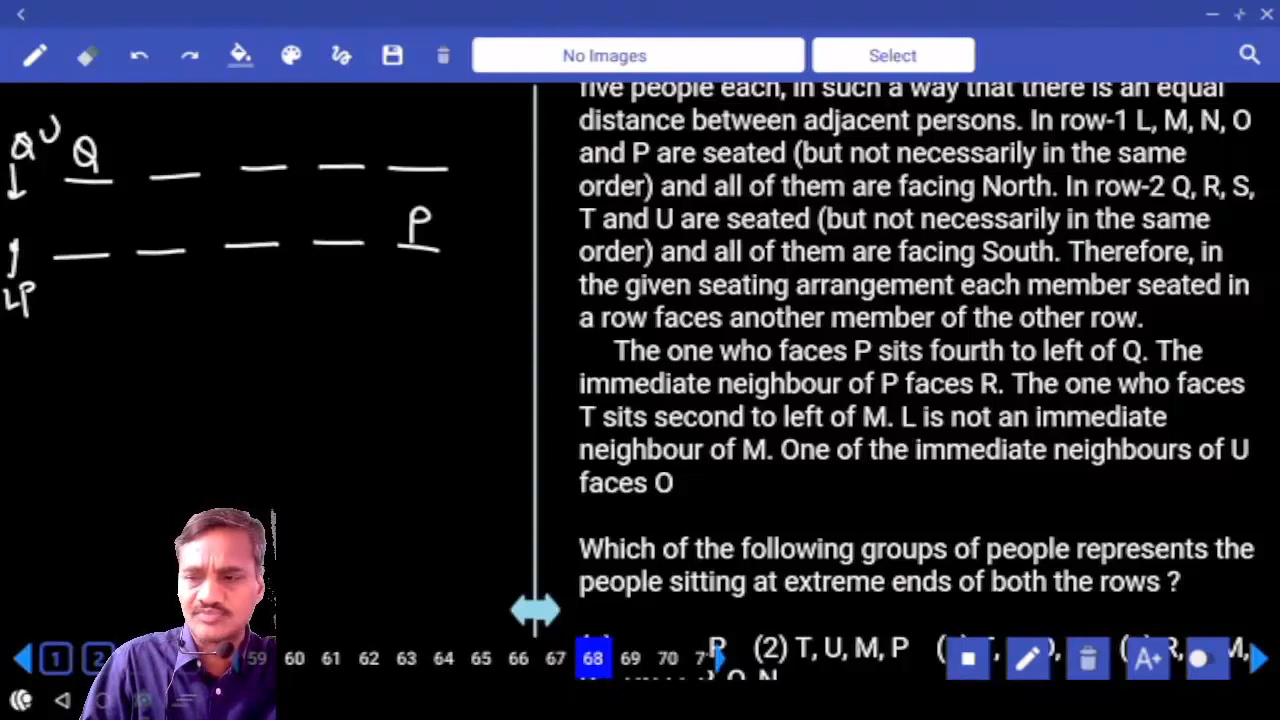 No Images
Select
five people each, in such a way that there is an equal
distance between adjacent persons. In row-1 L, M, N, O
and P are seated (but not necessarily in the same
order) and all of them are facing North. In row-2 Q, R, S,
T and U are seated (but not necessarily in the same
order) and all of them are facing South. Therefore, in
the given seating arrangement each member seated in
a row faces another member of the other row.
The one who faces P sits fourth to left of Q. The
immediate neighbour of P faces R. The one who faces
T sits second to left of M. L is not an immediate
neighbour of M. One of the immediate neighbours of U
faces O
Which of the following groups of people represents the
people sitting at extreme ends of both the rows ?
(2) T, U, M, P
Q U
Q
P
LP
1 2 59 60 61 62 63 64 65 66 67 68 69 70
A+